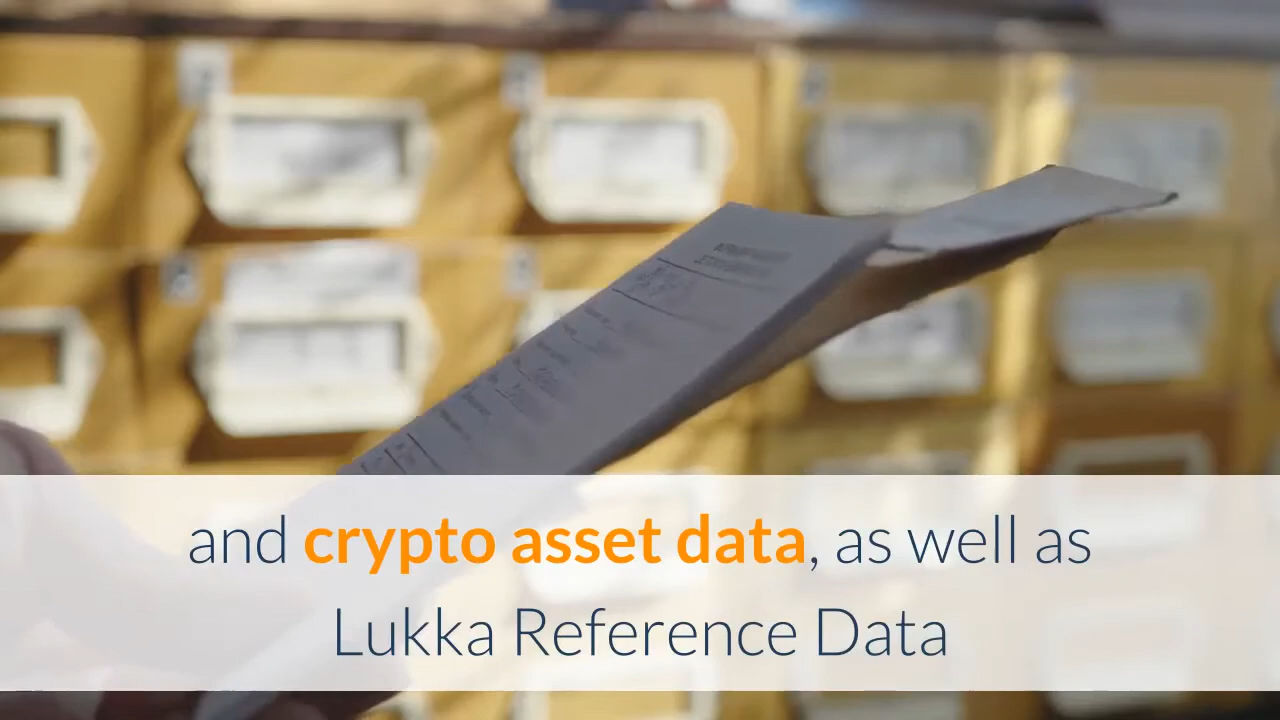 and crypto asset data, as well as
Lukka Reference Data